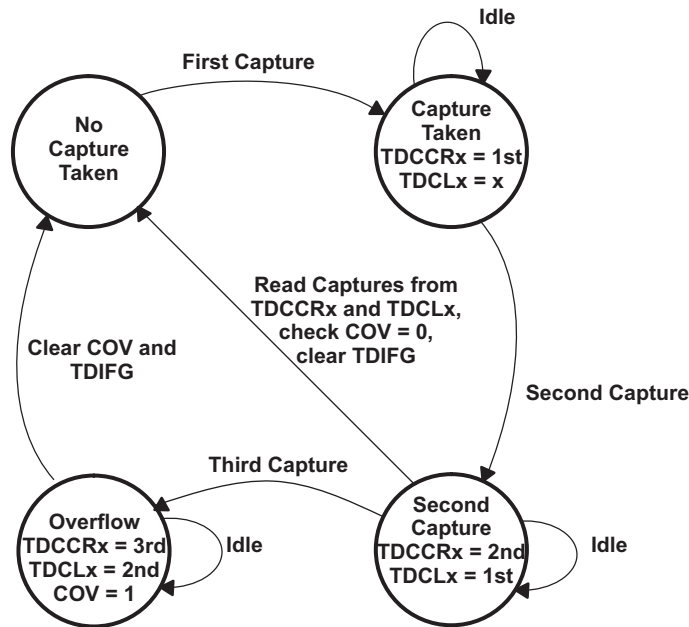 Idle
First Capture
No
Capture
Taken
Capture
Taken
TDCCRx = 1st
TDCLx = x
Read Captures from
TDCCRx and TDCLx,
check COV = 0,
clear TDIFG
Clear COV and
TDIFG
Second Capture
Third Capture
Overflow
TDCCRx = 3rd
TDCLx = 2nd
COV = 1
Idle
Second
Capture
TDCCRx = 2nd
TDCLx = 1st
Idle